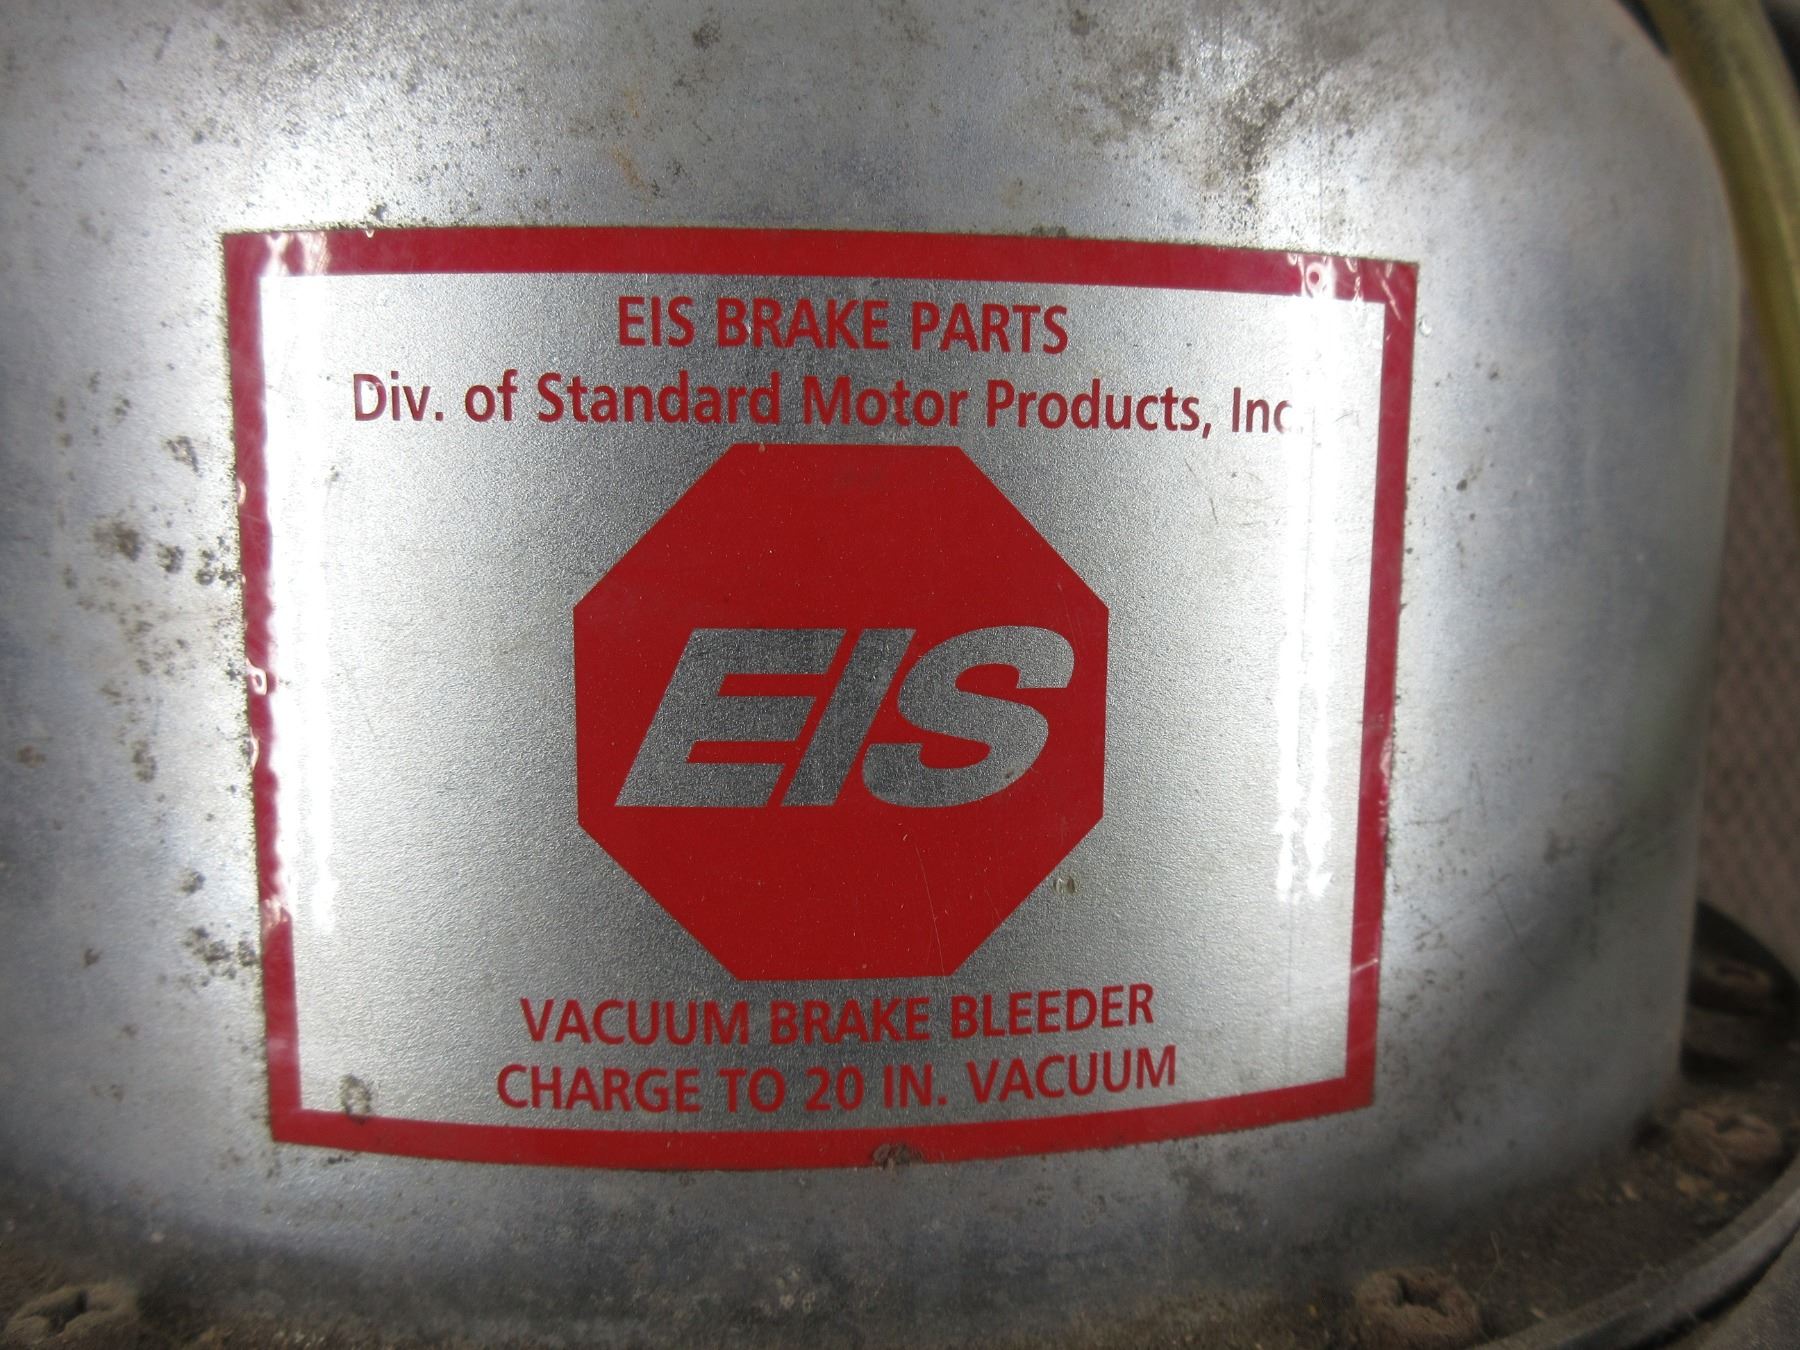 EIS BRAKE PARTS
Div. of Standard Motor Products, Inc.
EIS
VACUUM BRAKE BLEEDER
CHARGE TO 20 IN. VACUUM